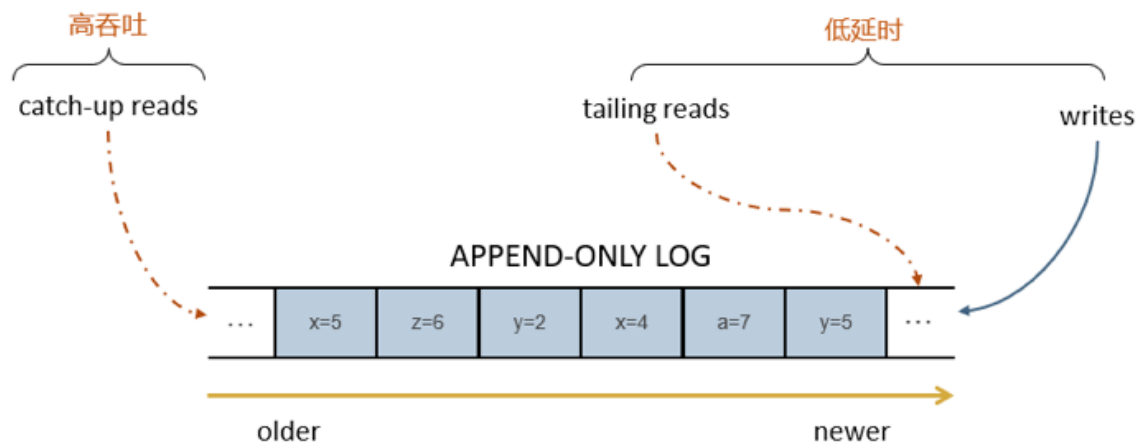 高吞吐
低延时
catch-up reads
tailing reads
writes
APPEND-ONLY LOG
... x=5 z=6 y=2 x=4 a=7 y=5 ...
older newer